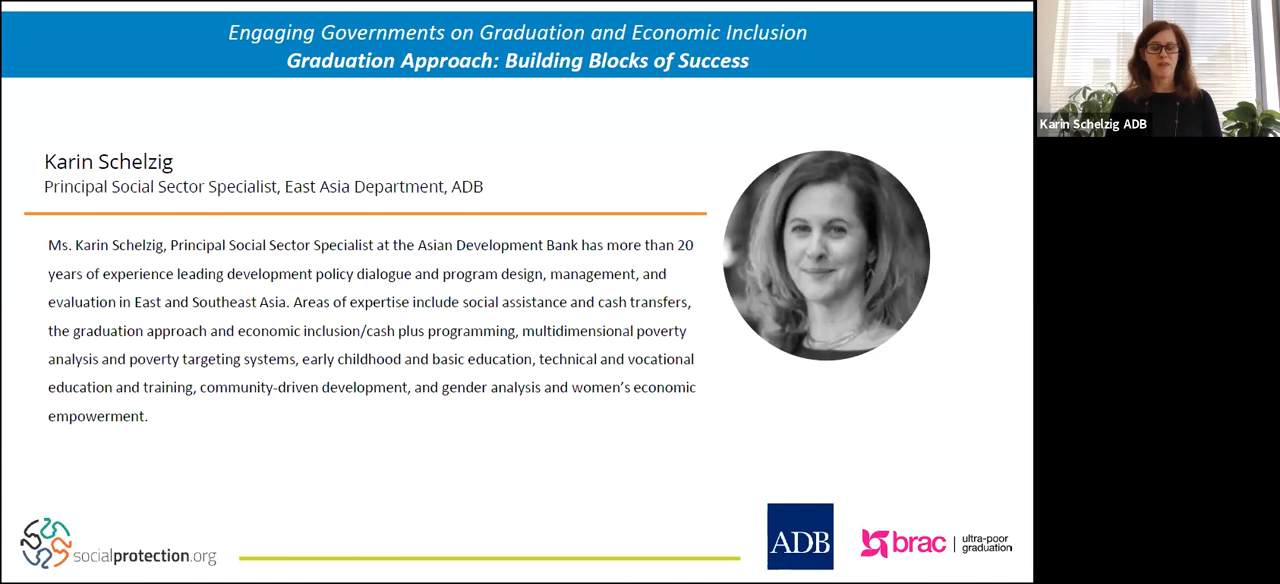 Engaging Governments on Graduation and Economic Inclusion
Graduation Approach: Building Blocks of Success
Karin Schelzig ADB
Karin Schelzig
Principal Social Sector Specialist, East Asia Department, ADB
Ms. Karin Schelzig, Principal Social Sector Specialist at the Asian Development Bank has more than 20
years of experience leading development policy dialogue and program design, management, and
evaluation in East and Southeast Asia. Areas of expertise include social assistance and cash transfers,
the graduation approach and economic inclusion/cash plus programming, multidimensional poverty
analysis and poverty targeting systems, early childhood and basic education, technical and vocational
education and training, community-driven development, and gender analysis and women’s economic
empowerment.
socialprotection.org
ADB
brac | ultra-poor
graduation